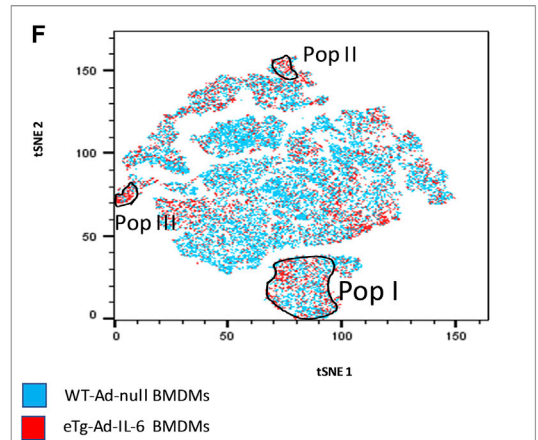 F
Pop II
150
100
tSNE 2
Pop III
50
Pop I
0
0 50 100 150
tSNE 1
WT-Ad-null BMDMs
eTg-Ad-IL-6 BMDMs